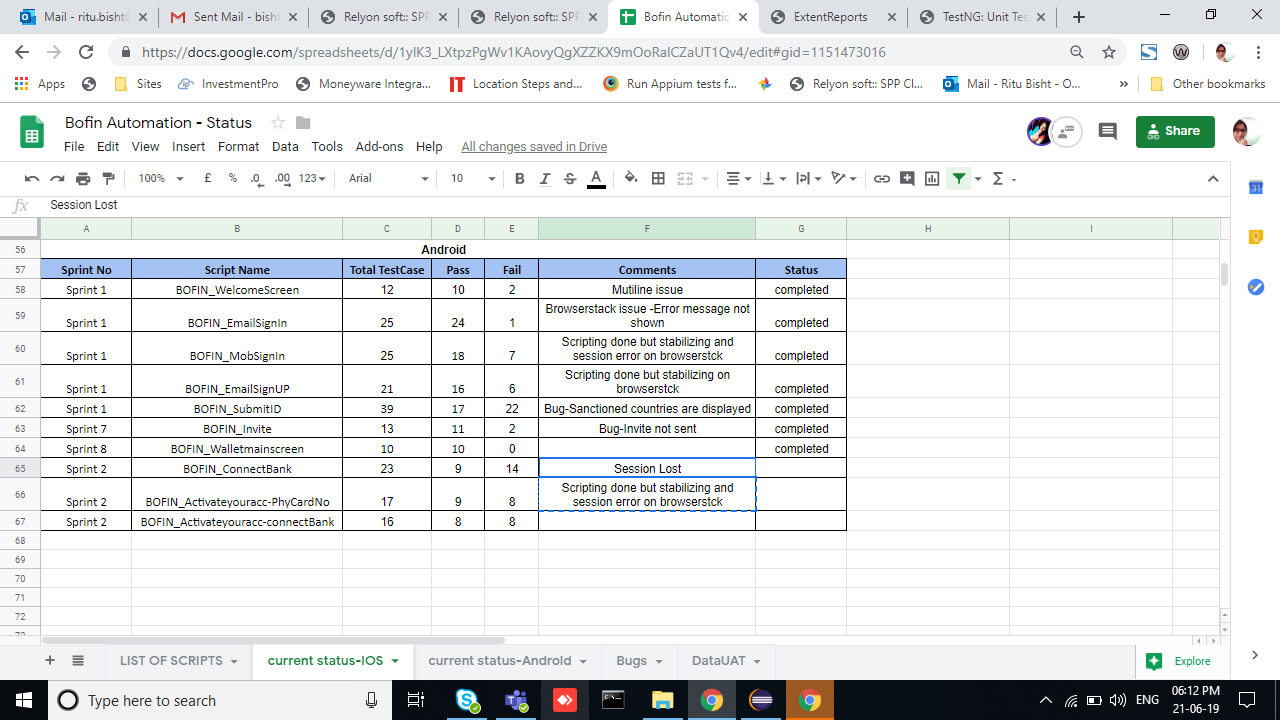 Mail - ritu.bisht
Sent Mail - bish
Relyon soft:: SPP
Relyon soft:: SPP
Bofin Automatic
ExtentReports
TestNG: Unit Tes
https://docs.google.com/spreadsheets/d/1ylK3_LXtpzPgWv1KAovyQgXZZKX9mOoRalCZaUT1Qv4/edit#gid=1151473016
Apps
Sites
InvestmentPro
Moneyware Integra...
Location Steps and...
Run Appium tests f...
Relyon soft:: SPP Cl...
Mail - Ritu Bisht - O...
»
Other bookmarks
Bofin Automation - Status
File Edit View Insert Format Data Tools Add-ons Help All changes saved in Drive
Share
100% £ % .0 .00 123 Arial 10 B I S A Σ
fx Session Lost
A B C D E F G H I
56 Android
57 Sprint No Script Name Total TestCase Pass Fail Comments Status
58 Sprint 1 BOFIN_WelcomeScreen 12 10 2 Mutiline issue completed
59 Sprint 1 BOFIN_EmailSignIn 25 24 1 Browserstack issue -Error message not shown completed
60 Sprint 1 BOFIN_MobSignIn 25 18 7 Scripting done but stabilizing and session error on browserstck completed
61 Sprint 1 BOFIN_EmailSignUP 21 16 6 Scripting done but stabilizing on browserstck completed
62 Sprint 1 BOFIN_SubmitID 39 17 22 Bug-Sanctioned countries are displayed completed
63 Sprint 7 BOFIN_Invite 13 11 2 Bug-Invite not sent completed
64 Sprint 8 BOFIN_Walletmainscreen 10 10 0 completed
65 Sprint 2 BOFIN_ConnectBank 23 9 14 Session Lost
66 Sprint 2 BOFIN_Activateyouracc-PhyCardNo 17 9 8 Scripting done but stabilizing and session error on browserstck
67 Sprint 2 BOFIN_Activateyouracc-connectBank 16 8 8
68
69
70
71
72
LIST OF SCRIPTS
current status-IOS
current status-Android
Bugs
DataUAT
Explore
Type here to search
ENG
06:12 PM
21-06-19